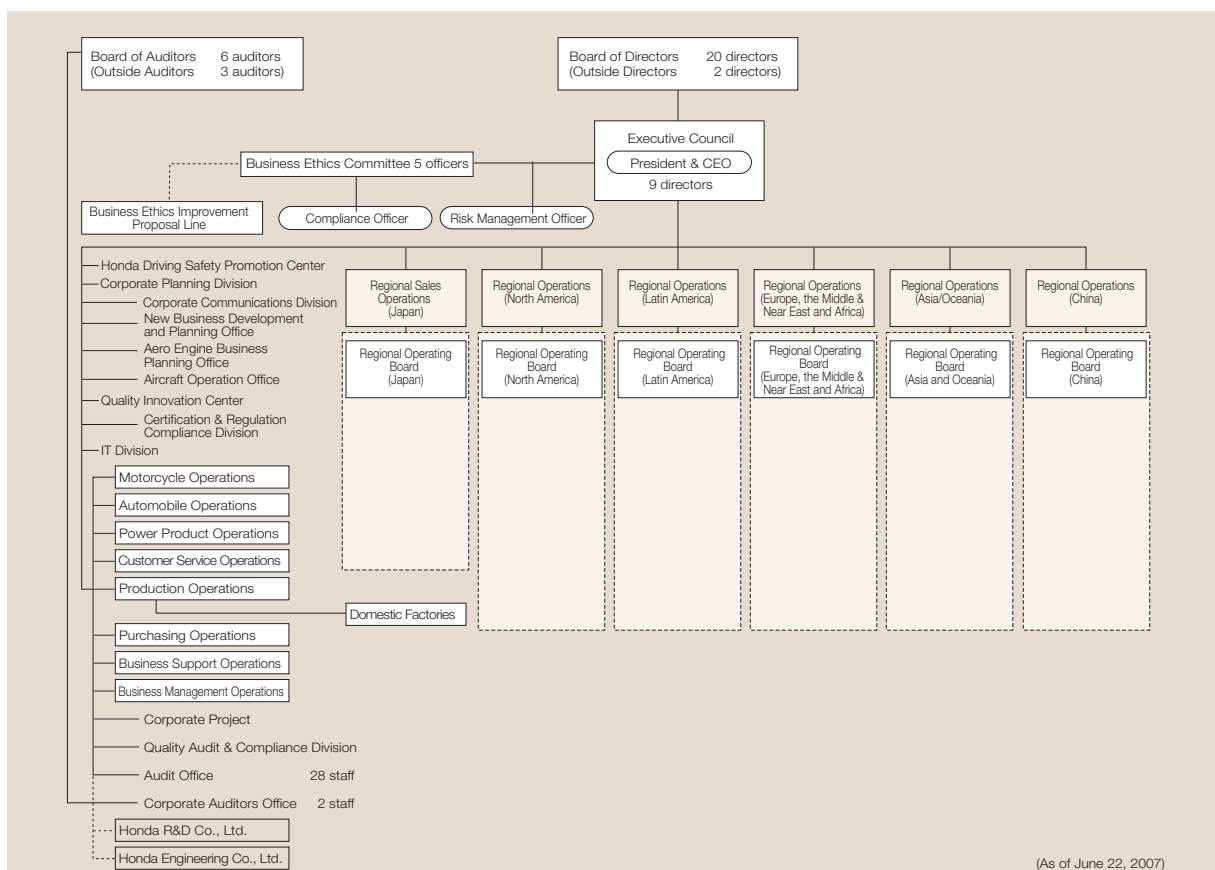 Board of Auditors 6 auditors
(Outside Auditors 3 auditors)
Board of Directors 20 directors
(Outside Directors 2 directors)
Executive Council
President & CEO
9 directors
Business Ethics Committee 5 officers
Business Ethics Improvement
Proposal Line
Compliance Officer
Risk Management Officer
Honda Driving Safety Promotion Center
Corporate Planning Division
Corporate Communications Division
New Business Development
and Planning Office
Aero Engine Business
Planning Office
Aircraft Operation Office
Quality Innovation Center
Certification & Regulation
Compliance Division
IT Division
Regional Sales
Operations
(Japan)
Regional Operations
(North America)
Regional Operations
(Latin America)
Regional Operations
(Europe, the Middle &
Near East and Africa)
Regional Operations
(Asia/Oceania)
Regional Operations
(China)
Regional Operating
Board
(Japan)
Regional Operating
Board
(North America)
Regional Operating
Board
(Latin America)
Regional Operating
Board
(Europe, the Middle &
Near East and Africa)
Regional Operating
Board
(Asia and Oceania)
Regional Operating
Board
(China)
Motorcycle Operations
Automobile Operations
Power Product Operations
Customer Service Operations
Production Operations
Domestic Factories
Purchasing Operations
Business Support Operations
Business Management Operations
Corporate Project
Quality Audit & Compliance Division
Audit Office 28 staff
Corporate Auditors Office 2 staff
Honda R&D Co., Ltd.
Honda Engineering Co., Ltd.
(As of June 22, 2007)